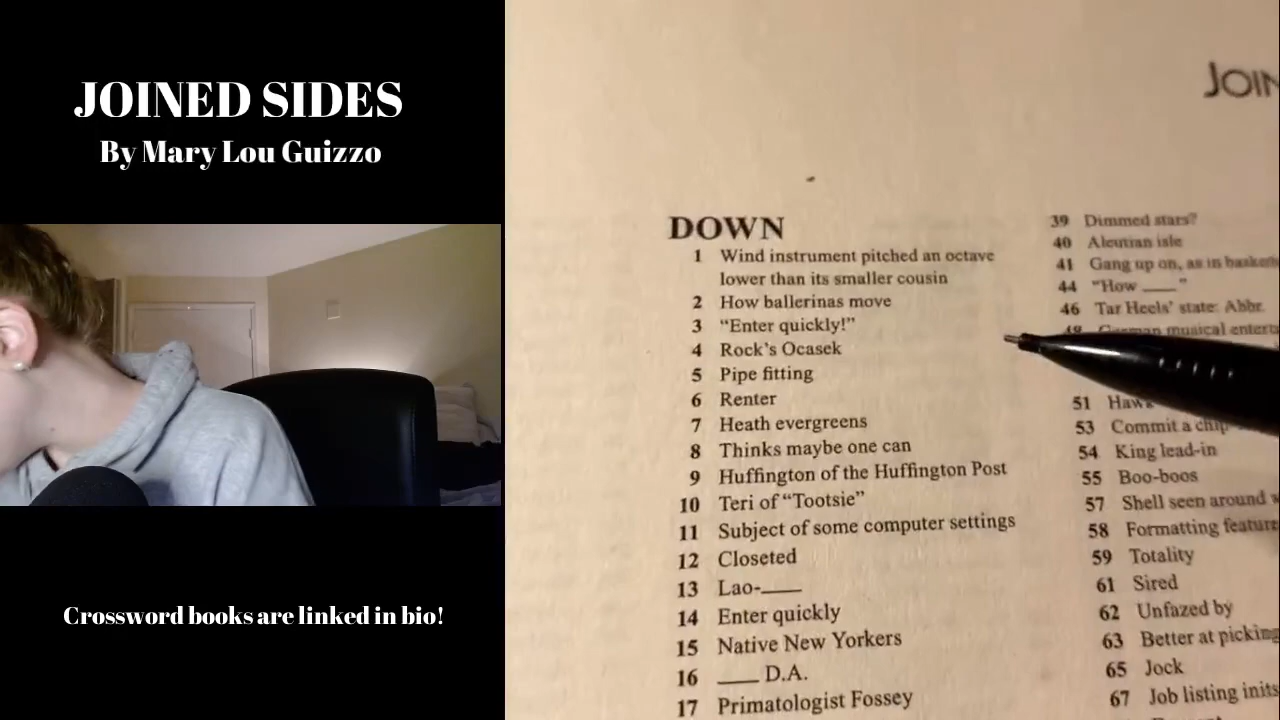 JOINED SIDES
By Mary Lou Guizzo
Crossword books are linked in bio!
JOIN
DOWN
1 Wind instrument pitched an octave
lower than its smaller cousin
2 How ballerinas move
3 “Enter quickly!”
4 Rock’s Ocasek
5 Pipe fitting
6 Renter
7 Heath evergreens
8 Thinks maybe one can
9 Huffington of the Huffington Post
10 Teri of “Tootsie”
11 Subject of some computer settings
12 Closeted
13 Lao-____
14 Enter quickly
15 Native New Yorkers
16 ____ D.A.
17 Primatologist Fossey
39 Dimmed stars?
40 Aleutian isle
41 Gang up on, as in
44 “How ____”
46 Tar Heels’ state: Abbr.
48 German musical
51
53 Commit a chip
54 King lead-in
55 Boo-boos
57 Shell seen around
58 Formatting feature
59 Totality
61 Sired
62 Unfazed by
63 Better at picking
65 Jock
67 Job listing inits